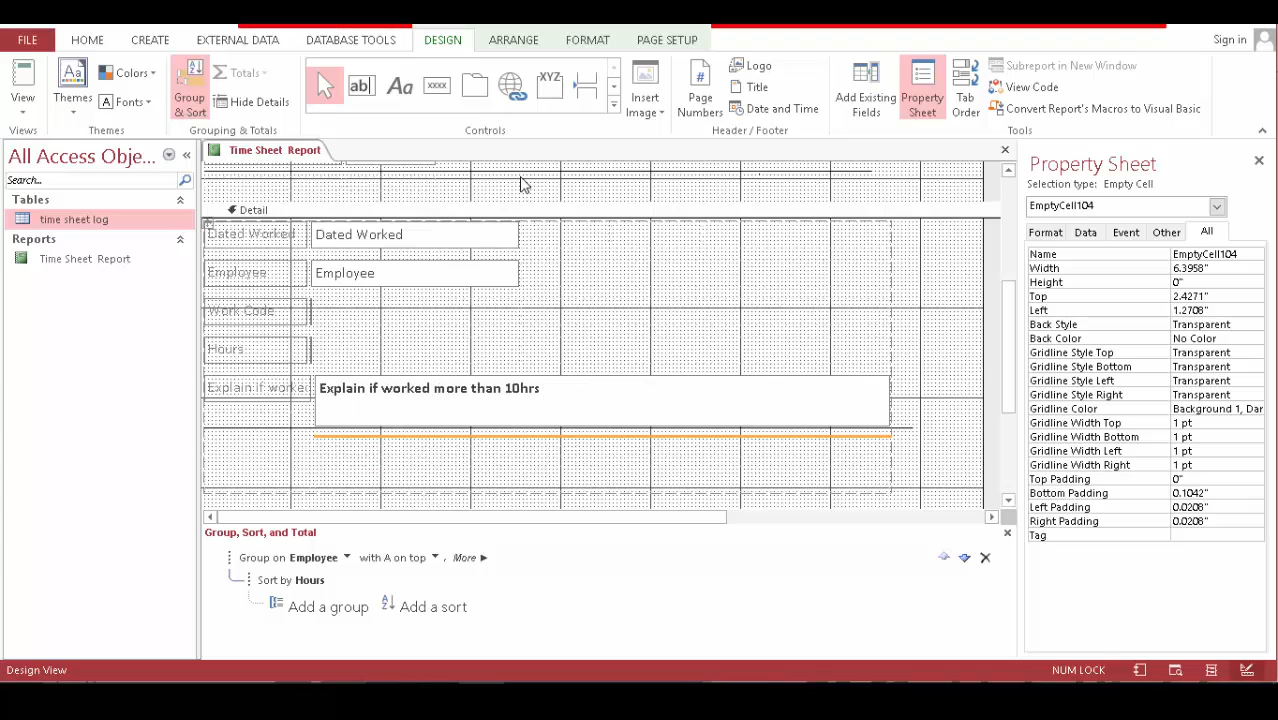 FILE HOME CREATE EXTERNAL DATA DATABASE TOOLS DESIGN ARRANGE FORMAT PAGE SETUP Sign in
View Themes Aa Colors Fonts Group & Sort Totals Hide Details ab Aa xxxx XYZ Insert Image Page Numbers Logo Title Date and Time Add Existing Fields Property Sheet Tab Order Subreport in New Window View Code Convert Report's Macros to Visual Basic
Views Themes Grouping & Totals Controls Header / Footer Tools
All Access Obje...
Search...
Tables
time sheet log
Reports
Time Sheet Report
Time Sheet Report
Detail
Dated Worked Dated Worked
Employee Employee
Work Code
Hours
Explain if worked Explain if worked more than 10hrs
Group, Sort, and Total
Group on Employee with A on top , More
Sort by Hours
Add a group Add a sort
Property Sheet
Selection type: Empty Cell
EmptyCell104
Format Data Event Other All
Name EmptyCell104
Width 6.3958"
Height 0"
Top 2.4271"
Left 1.2708"
Back Style Transparent
Back Color No Color
Gridline Style Top Transparent
Gridline Style Bottom Transparent
Gridline Style Left Transparent
Gridline Style Right Transparent
Gridline Color Background 1, Dar
Gridline Width Top 1 pt
Gridline Width Bottom 1 pt
Gridline Width Left 1 pt
Gridline Width Right 1 pt
Top Padding 0"
Bottom Padding 0.1042"
Left Padding 0.0208"
Right Padding 0.0208"
Tag
Design View NUM LOCK